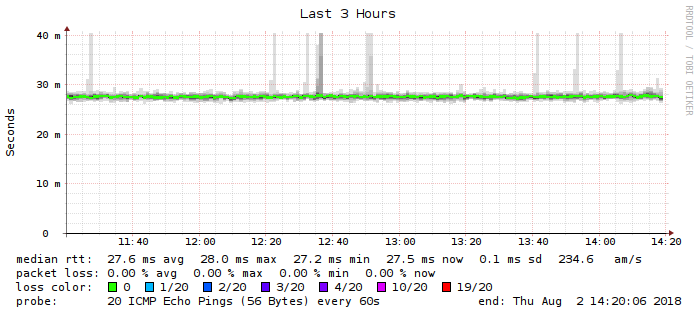 Last 3 Hours
RRDTOOL / TOBI OETIKER
Seconds
40 m
30 m
20 m
10 m
0
11:40 12:00 12:20 12:40 13:00 13:20 13:40 14:00 14:20
median rtt: 27.6 ms avg 28.0 ms max 27.2 ms min 27.5 ms now 0.1 ms sd 234.6 am/s
packet loss: 0.00 % avg 0.00 % max 0.00 % min 0.00 % now
loss color: 0 1/20 2/20 3/20 4/20 10/20 19/20
probe: 20 ICMP Echo Pings (56 Bytes) every 60s end: Thu Aug 2 14:20:06 2018